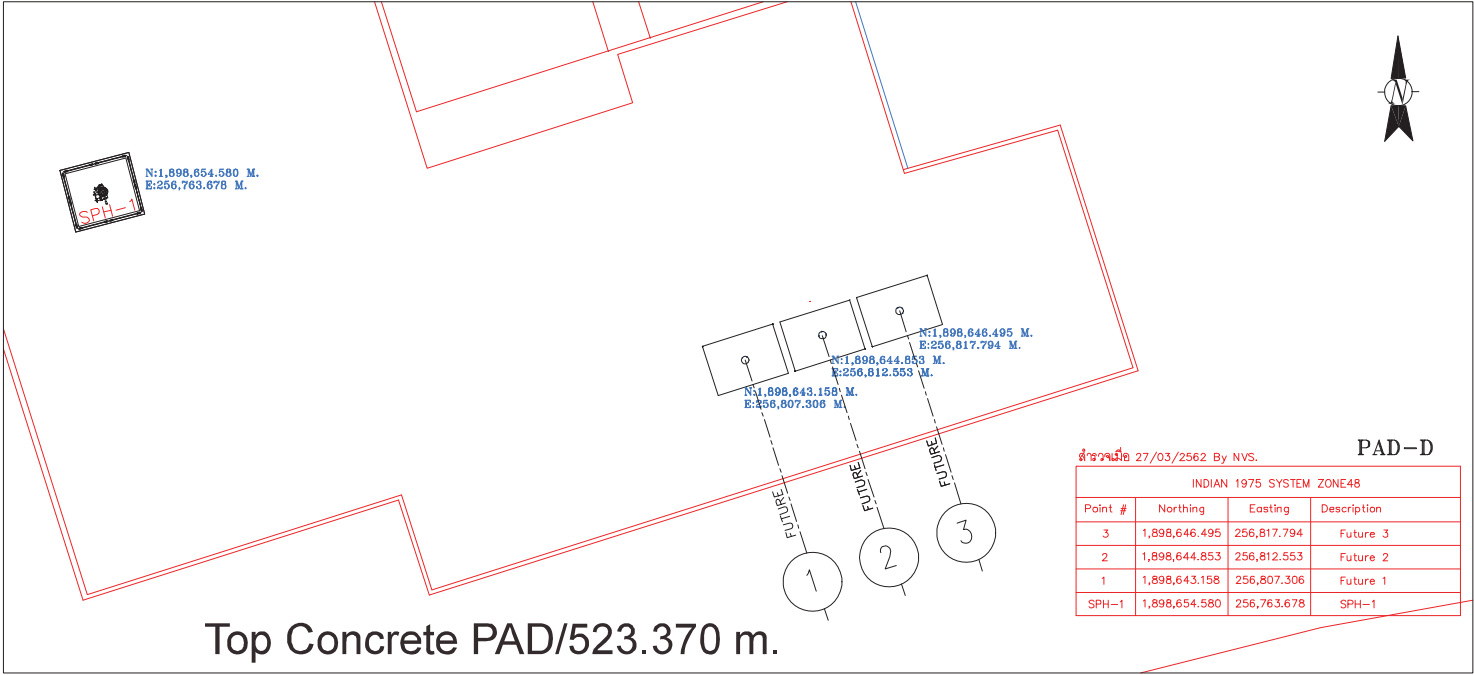 N
N:1,898,654.580 M.
E:256,763.678 M.
SPH-1
N:1,898,646.495 M.
E:256,817.794 M.
N:1,898,644.853 M.
E:256,812.553 M.
N:1,898,643.158 M.
E:256,807.306 M.
FUTURE
FUTURE
FUTURE
1
2
3
PAD-D
สำรวจเมื่อ 27/03/2562 By NVS.
INDIAN 1975 SYSTEM ZONE48
Point # Northing Easting Description
3 1,898,646.495 256,817.794 Future 3
2 1,898,644.853 256,812.553 Future 2
1 1,898,643.158 256,807.306 Future 1
SPH-1 1,898,654.580 256,763.678 SPH-1
Top Concrete PAD/523.370 m.